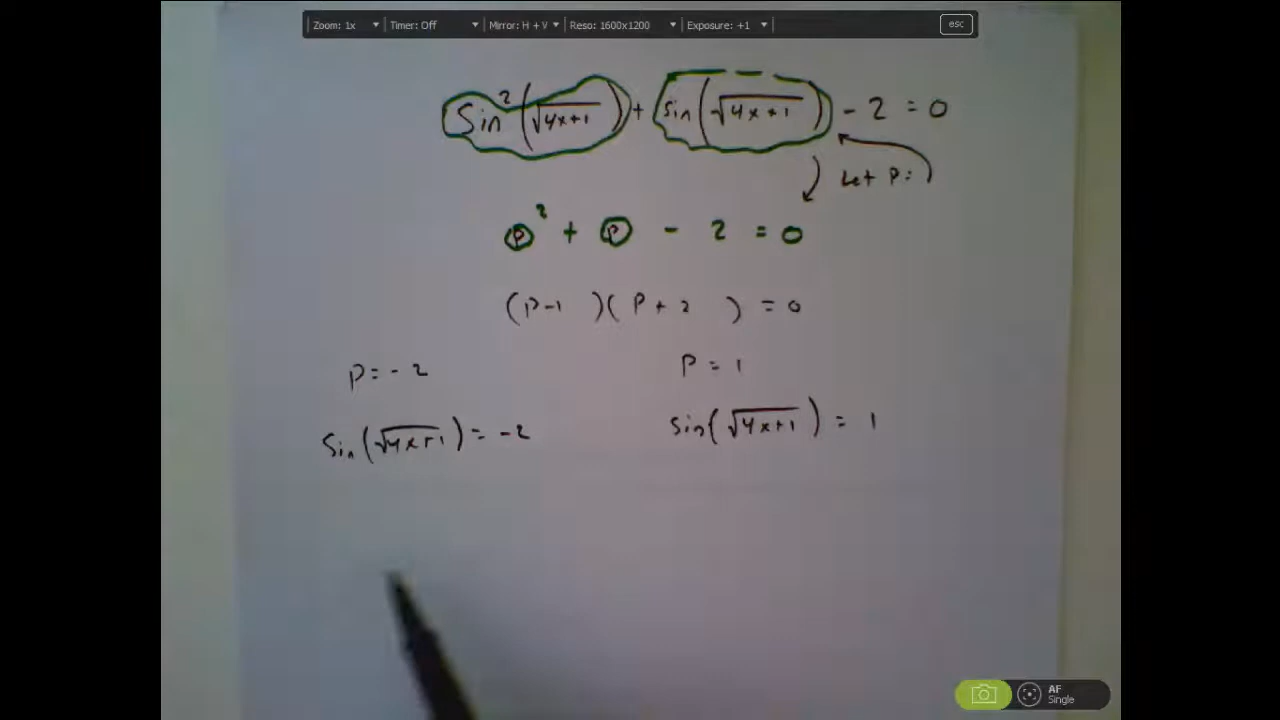 Zoom: 1x Timer: Off Mirror: H + V Reso: 1600x1200 Exposure: +1 esc
Sin²(√4x+1) + Sin(√4x+1) - 2 = 0
Let P =
P² + P - 2 = 0
(P-1 )( P+2 ) = 0
P = -2 P = 1
Sin(√4x+1) = -2 Sin(√4x+1) = 1
AF
Single